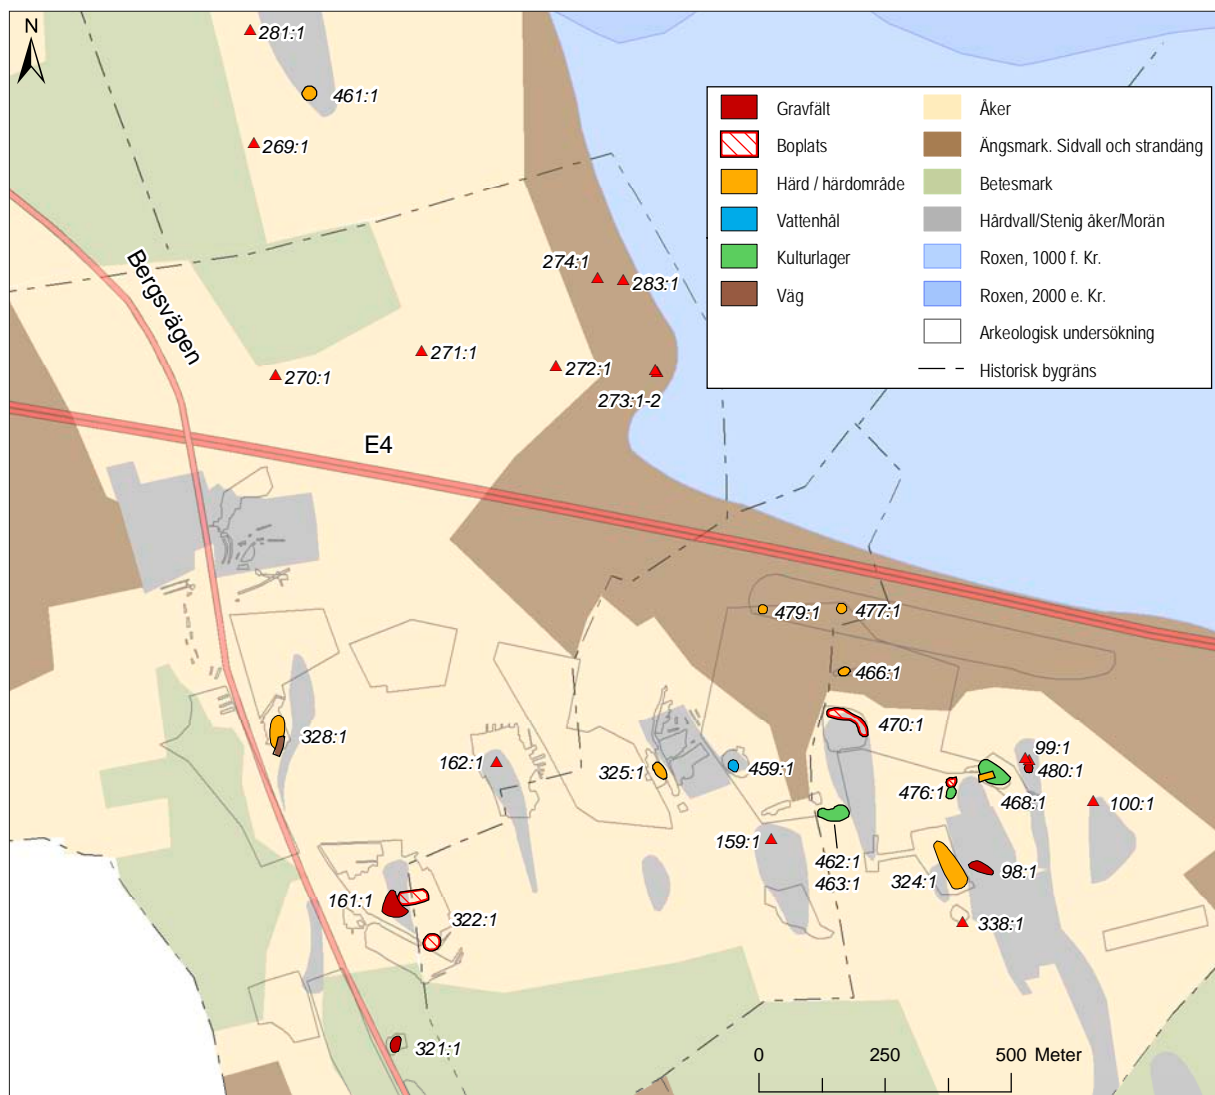 N
281:1
461:1
269:1
Gravfält
Boplats
Härd / härdområde
Vattenhål
Kulturlager
Väg
Åker
Ängsmark. Sidvall och strandäng
Betesmark
Hårdvall/Stenig åker/Morän
Roxen, 1000 f. Kr.
Roxen, 2000 e. Kr.
Arkeologisk undersökning
Historisk bygräns
Bergsvägen
274:1
283:1
271:1
272:1
270:1
273:1-2
E4
479:1
477:1
466:1
470:1
328:1
162:1
325:1
459:1
99:1
480:1
476:1
468:1
100:1
159:1
462:1
463:1
324:1
98:1
161:1
322:1
338:1
321:1
0 250 500 Meter